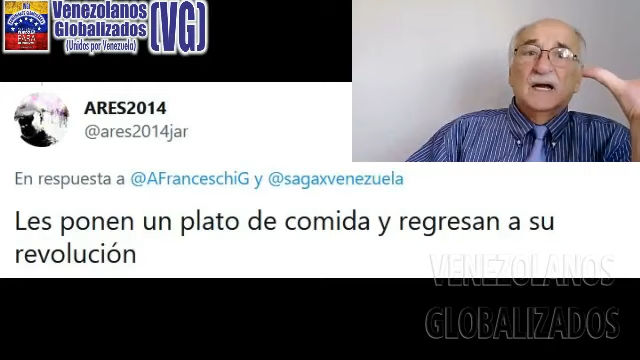 Venezolanos
Globalizados
(Unidos por Venezuela)
(VG)
ARES2014
@ares2014jar
En respuesta a @AFranceschiG y @sagaxvenezuela
Les ponen un plato de comida y regresan a su
revolución
VENEZOLANOS
GLOBALIZADOS